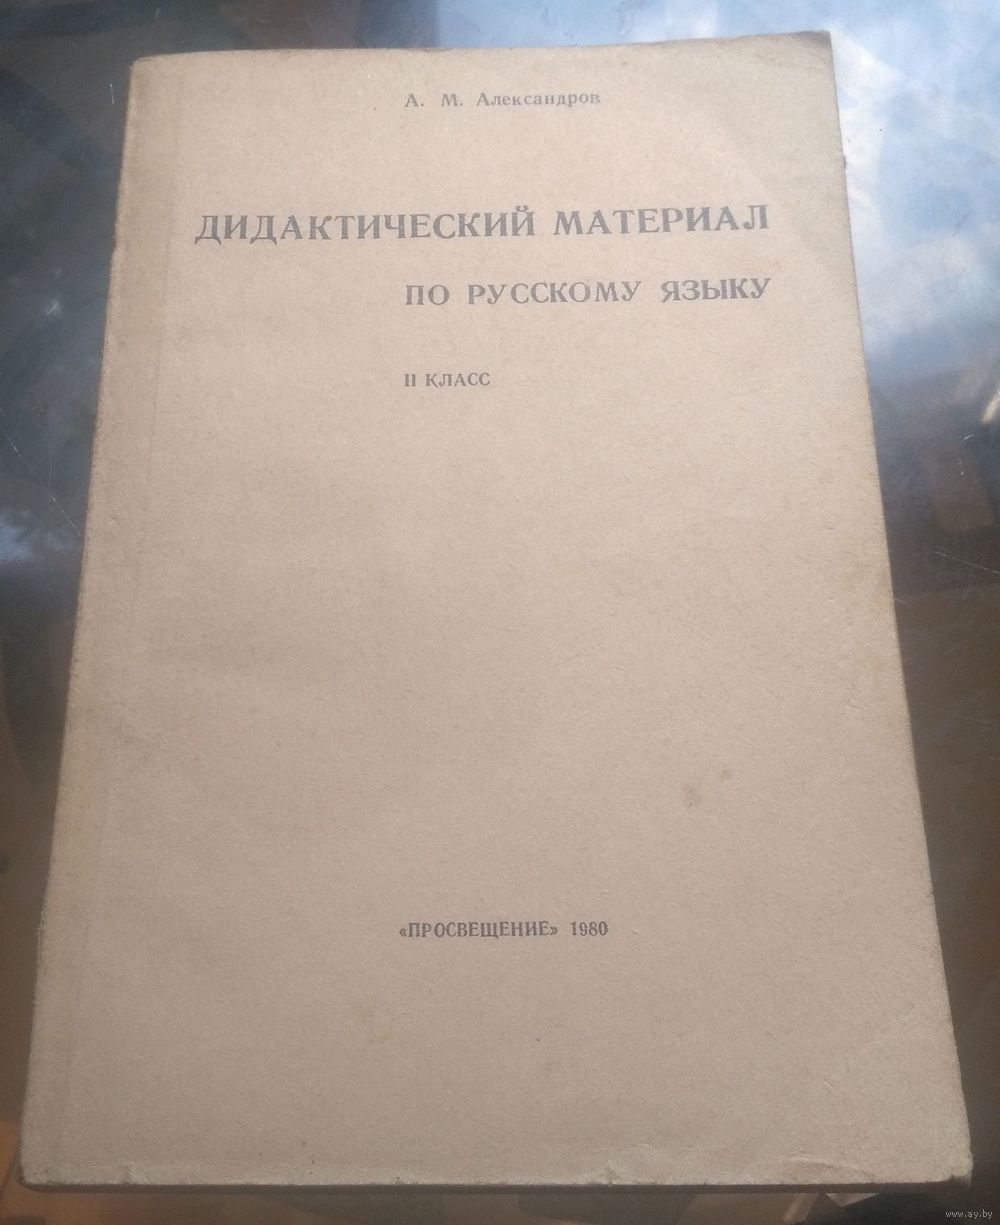 А. М. Александров
ДИДАКТИЧЕСКИЙ МАТЕРИАЛ
ПО РУССКОМУ ЯЗЫКУ
II КЛАСС
«ПРОСВЕЩЕНИЕ» 1980
www.ay.by